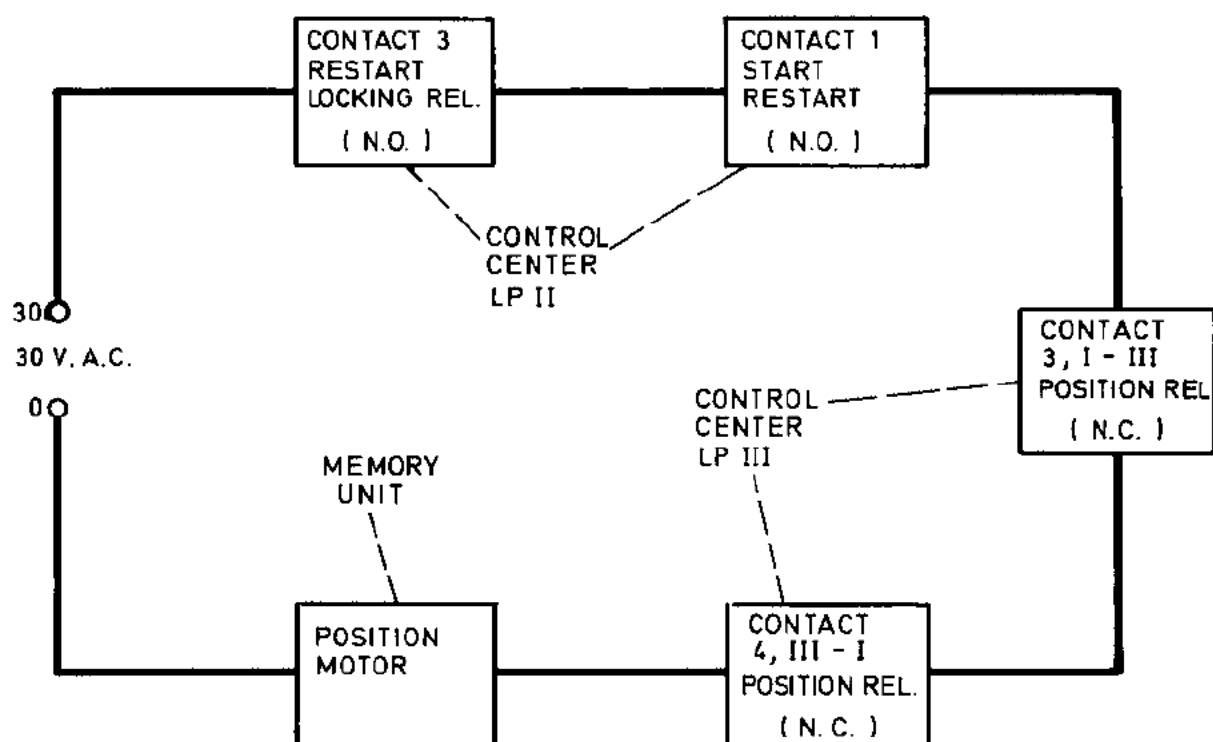 CONTACT 3
RESTART
LOCKING REL.
( N.O. )
CONTACT 1
START
RESTART
( N.O. )
CONTROL
CENTER
LP II
30
30 V. A.C.
0
CONTACT
3, I - III
POSITION REL
( N.C. )
CONTROL
CENTER
LP III
MEMORY
UNIT
POSITION
MOTOR
CONTACT
4, III - I
POSITION REL.
( N. C. )